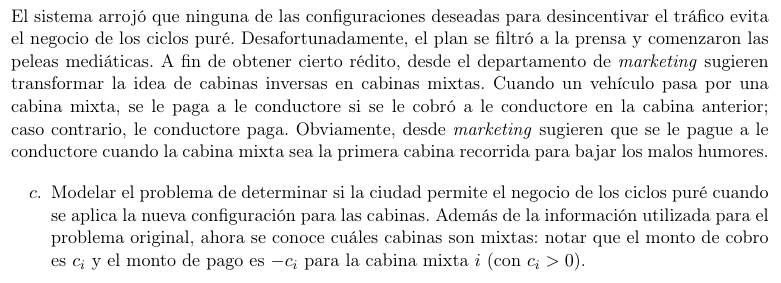 El sistema arrojó que ninguna de las configuraciones deseadas para desincentivar el tráfico evita
el negocio de los ciclos puré. Desafortunadamente, el plan se filtró a la prensa y comenzaron las
peleas mediáticas. A fin de obtener cierto rédito, desde el departamento de marketing sugieren
transformar la idea de cabinas inversas en cabinas mixtas. Cuando un vehículo pasa por una
cabina mixta, se le paga a le conductore si se le cobró a le conductore en la cabina anterior;
caso contrario, le conductore paga. Obviamente, desde marketing sugieren que se le pague a le
conductore cuando la cabina mixta sea la primera cabina recorrida para bajar los malos humores.
c. Modelar el problema de determinar si la ciudad permite el negocio de los ciclos puré cuando
se aplica la nueva configuración para las cabinas. Además de la información utilizada para el
problema original, ahora se conoce cuáles cabinas son mixtas: notar que el monto de cobro
es cᵢ y el monto de pago es −cᵢ para la cabina mixta i (con cᵢ > 0).